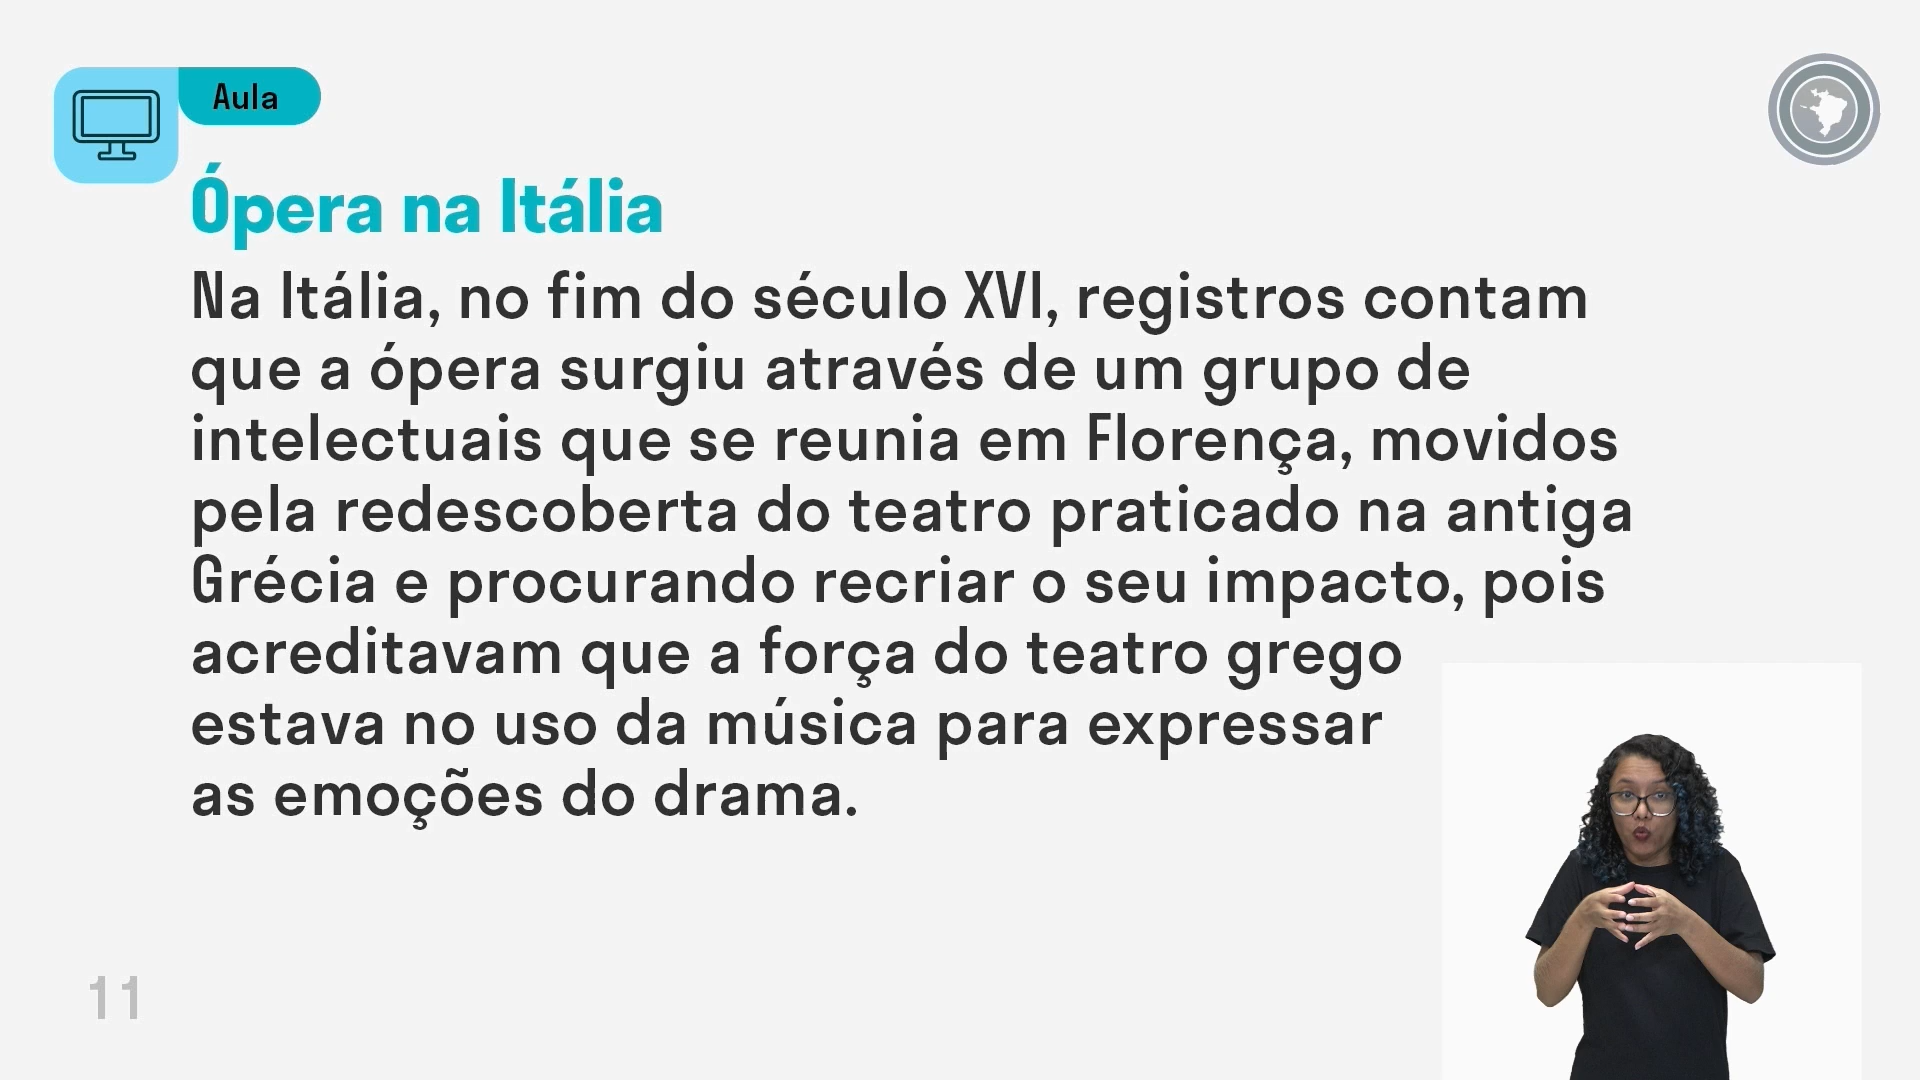 Aula
Ópera na Itália
Na Itália, no fim do século XVI, registros contam
que a ópera surgiu através de um grupo de
intelectuais que se reunia em Florença, movidos
pela redescoberta do teatro praticado na antiga
Grécia e procurando recriar o seu impacto, pois
acreditavam que a força do teatro grego
estava no uso da música para expressar
as emoções do drama.
11